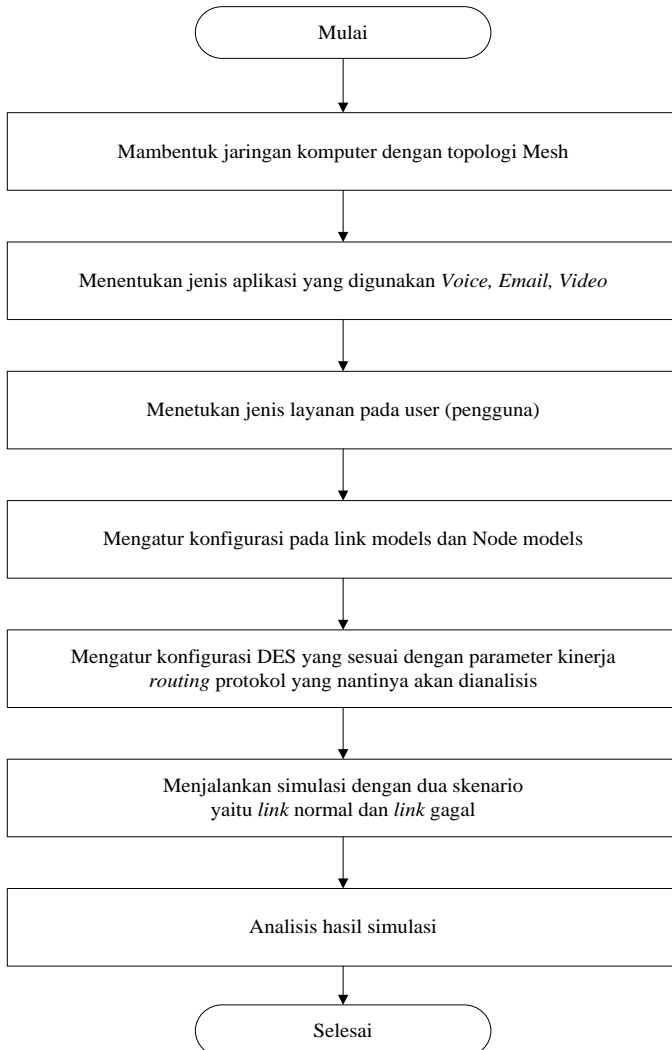 Mulai
Mambentuk jaringan komputer dengan topologi Mesh
Menentukan jenis aplikasi yang digunakan Voice, Email, Video
Menetukan jenis layanan pada user (pengguna)
Mengatur konfigurasi pada link models dan Node models
Mengatur konfigurasi DES yang sesuai dengan parameter kinerja
routing protokol yang nantinya akan dianalisis
Menjalankan simulasi dengan dua skenario
yaitu link normal dan link gagal
Analisis hasil simulasi
Selesai